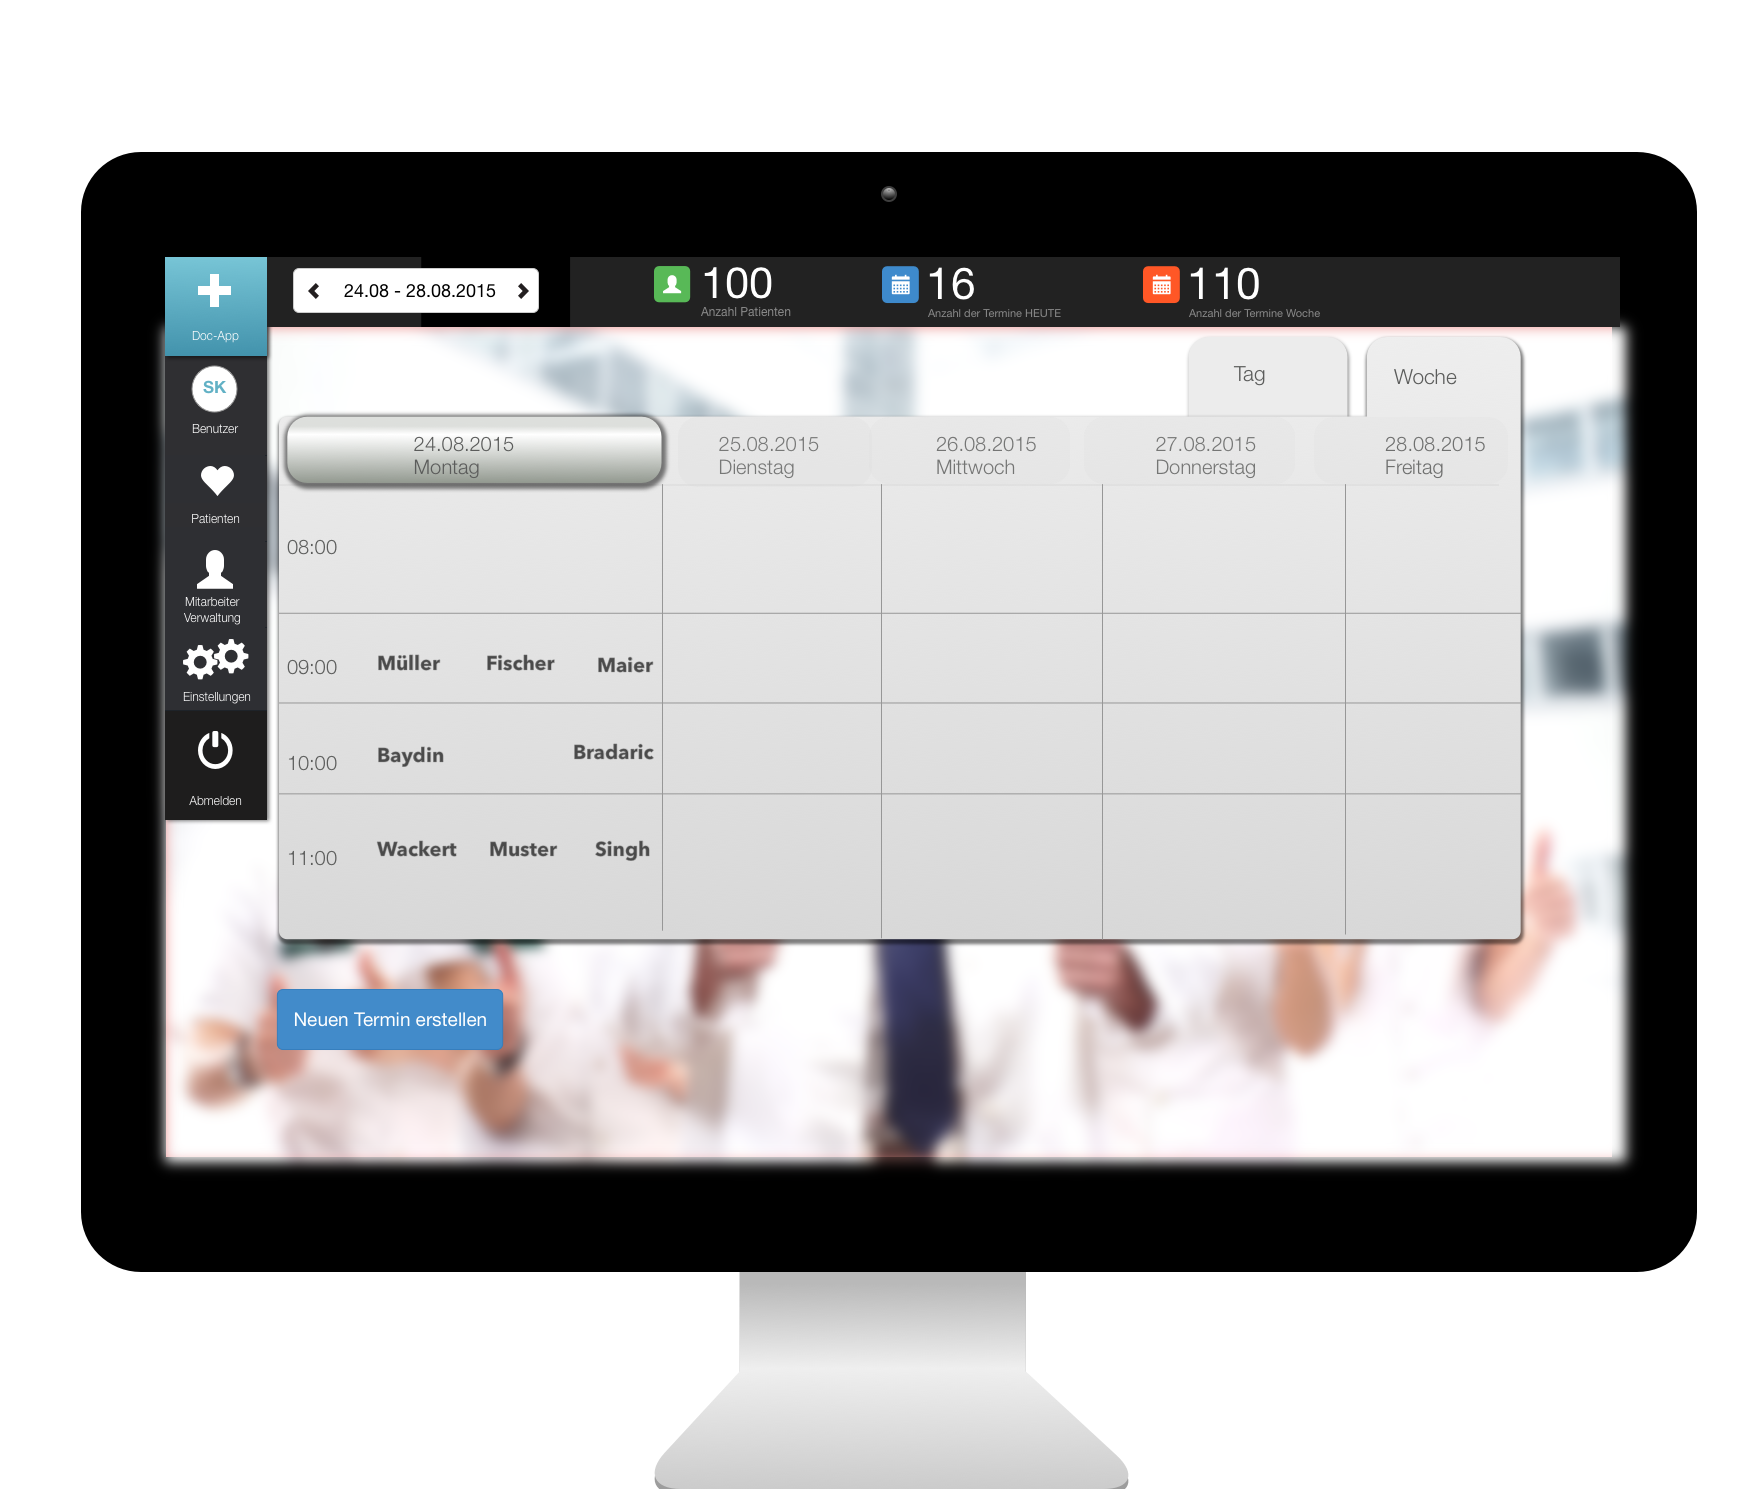 24.08 - 28.08.2015
100
Anzahl Patienten
16
Anzahl der Termine HEUTE
110
Anzahl der Termine Woche
Doc-App
SK
Benutzer
Patienten
Mitarbeiter
Verwaltung
Einstellungen
Abmelden
Tag
Woche
24.08.2015
Montag
25.08.2015
Dienstag
26.08.2015
Mittwoch
27.08.2015
Donnerstag
28.08.2015
Freitag
08:00
09:00 Müller Fischer Maier
10:00 Baydin Bradaric
11:00 Wackert Muster Singh
Neuen Termin erstellen